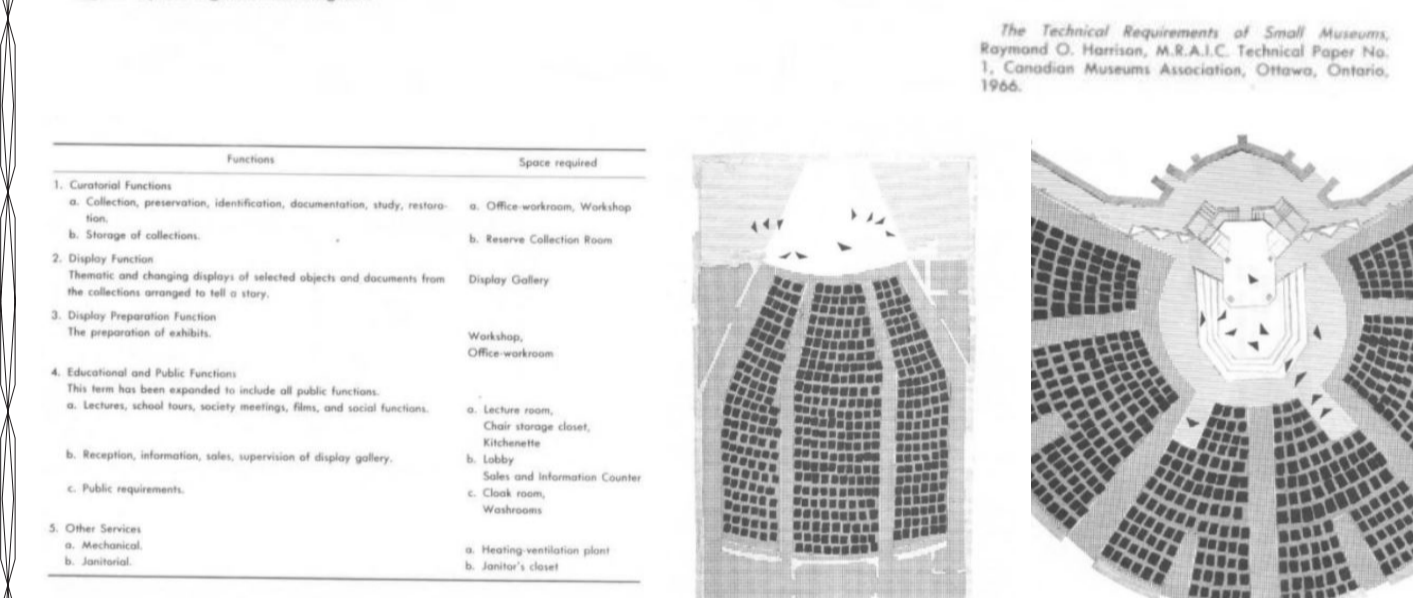 The Technical Requirements of Small Museums,
Raymond O. Harrison, M.R.A.I.C. Technical Paper No.
1, Canadian Museums Association, Ottawa, Ontario,
1966.
Functions Space required
1. Curatorial Functions
a. Collection, preservation, identification, documentation, study, restora- a. Office-workroom, Workshop
tion.
b. Storage of collections. b. Reserve Collection Room
2. Display Function
Thematic and changing displays of selected objects and documents from Display Gallery
the collections arranged to tell a story.
3. Display Preparation Function
The preparation of exhibits. Workshop,
Office-workroom
4. Educational and Public Functions
This term has been expanded to include all public functions.
a. Lectures, school tours, society meetings, films, and social functions. a. Lecture room,
Chair storage closet,
Kitchenette
b. Reception, information, sales, supervision of display gallery. b. Lobby
Sales and Information Counter
c. Public requirements. c. Cloak room,
Washrooms
5. Other Services
a. Mechanical. a. Heating-ventilation plant
b. Janitorial. b. Janitor's closet